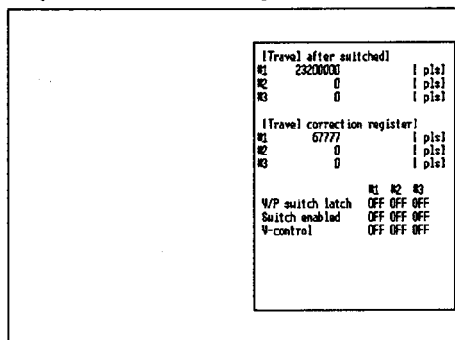 [Travel after switched]
#1 23200000 [ pls]
#2 0 [ pls]
#3 0 [ pls]
[Travel correction register]
#1 67777 [ pls]
#2 0 [ pls]
#3 0 [ pls]
#1 #2 #3
V/P switch latch OFF OFF OFF
Switch enabled OFF OFF OFF
V-control OFF OFF OFF